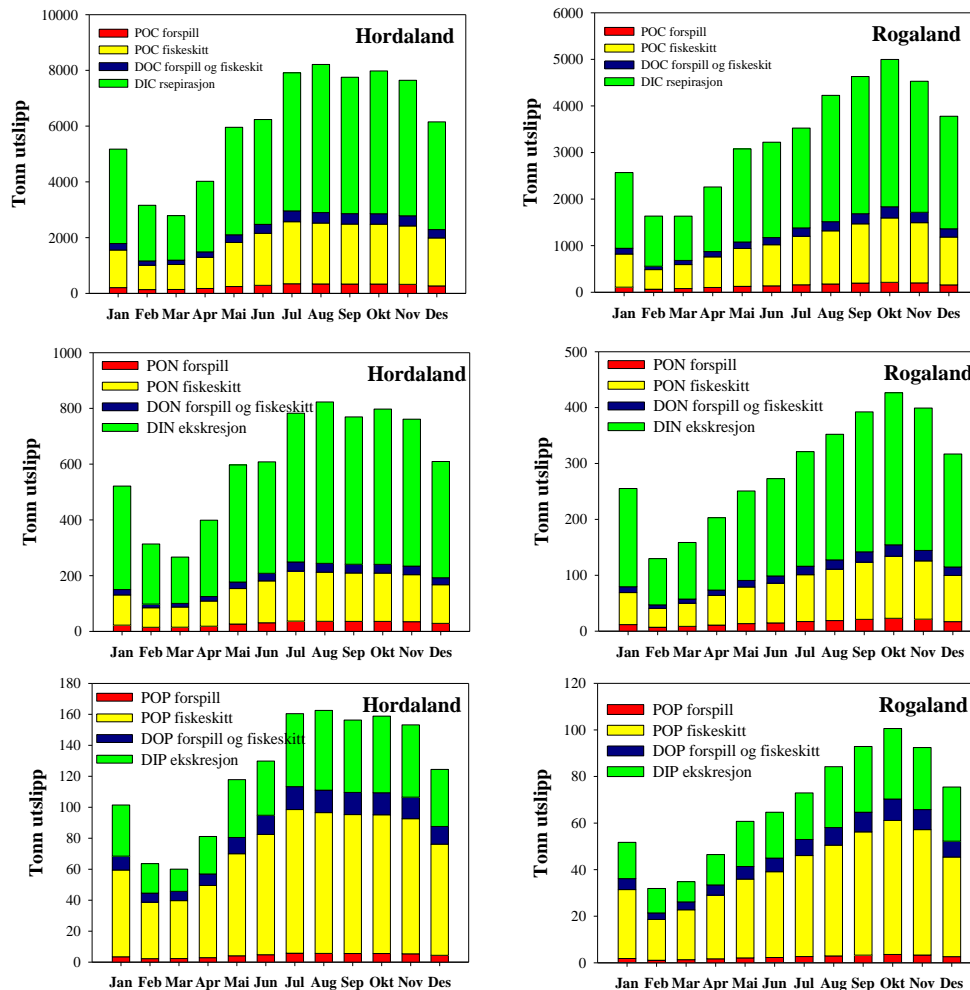 Hordaland
POC forspill
POC fiskeskitt
DOC forspill og fiskeskit
DIC rsepirasjon
Tonn utslipp
10000
8000
6000
4000
2000
0
Jan Feb Mar Apr Mai Jun Jul Aug Sep Okt Nov Des
Rogaland
POC forspill
POC fiskeskitt
DOC forspill og fiskeskit
DIC rsepirasjon
Tonn utslipp
6000
5000
4000
3000
2000
1000
0
Jan Feb Mar Apr Mai Jun Jul Aug Sep Okt Nov Des
Hordaland
PON forspill
PON fiskeskitt
DON forspill og fiskeskitt
DIN ekskresjon
Tonn utslipp
1000
800
600
400
200
0
Jan Feb Mar Apr Mai Jun Jul Aug Sep Okt Nov Des
Rogaland
PON forspill
PON fiskeskitt
DON forspill og fiskeskitt
DIN ekskresjon
Tonn utslipp
500
400
300
200
100
0
Jan Feb Mar Apr Mai Jun Jul Aug Sep Okt Nov Des
Hordaland
POP forspill
POP fiskeskitt
DOP forspill og fiskeskitt
DIP ekskresjon
Tonn utslipp
180
160
140
120
100
80
60
40
20
0
Jan Feb Mar Apr Mai Jun Jul Aug Sep Okt Nov Des
Rogaland
POP forspill
POP fiskeskitt
DOP forspill og fiskeskitt
DIP ekskresjon
Tonn utslipp
120
100
80
60
40
20
0
Jan Feb Mar Apr Mai Jun Jul Aug Sep Okt Nov Des